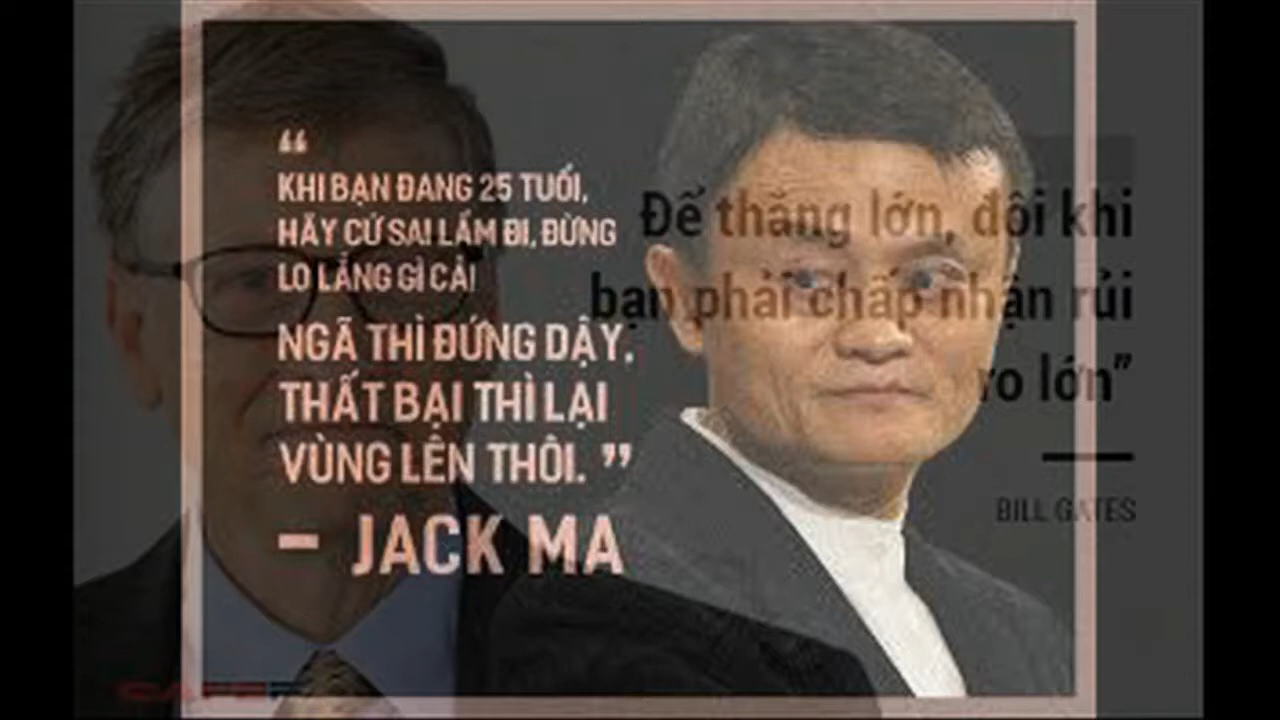 “
KHI BẠN ĐANG 25 TUỔI,
HÃY CỨ SAI LẦM ĐI, ĐỪNG
LO LẮNG GÌ CẢ!
NGÃ THÌ ĐỨNG DẬY,
THẤT BẠI THÌ LẠI
VÙNG LÊN THÔI. ”
– JACK MA
Để thắng lớn, đôi khi
bạn phải chấp nhận rủi
ro lớn”
BILL GATES